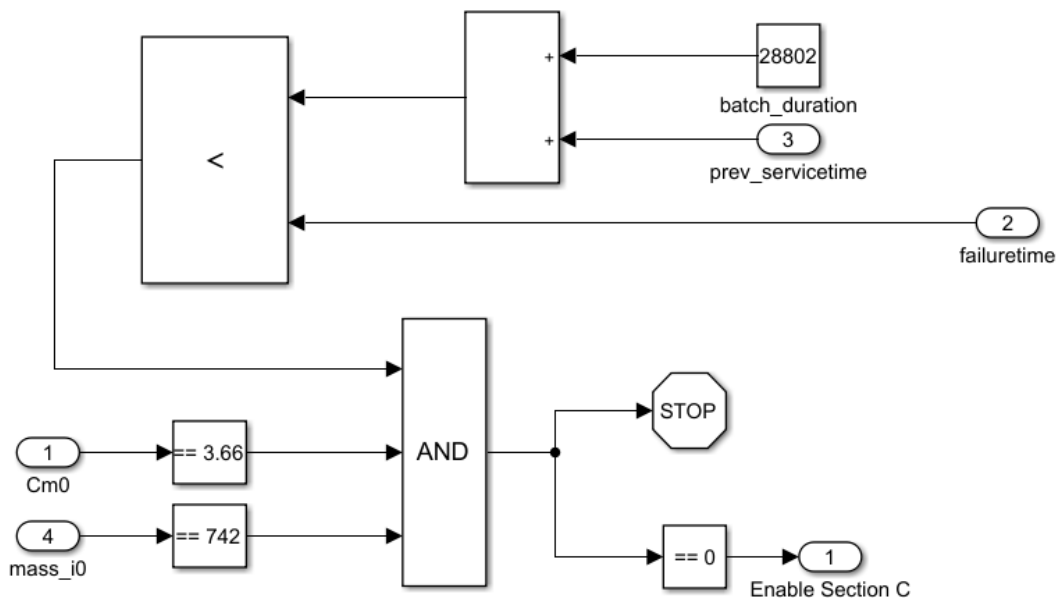 +
28802
batch_duration
<
+
3
prev_servicetime
2
failuretime
AND
STOP
1
== 3.66
Cm0
4
== 742
mass_i0
== 0
1
Enable Section C